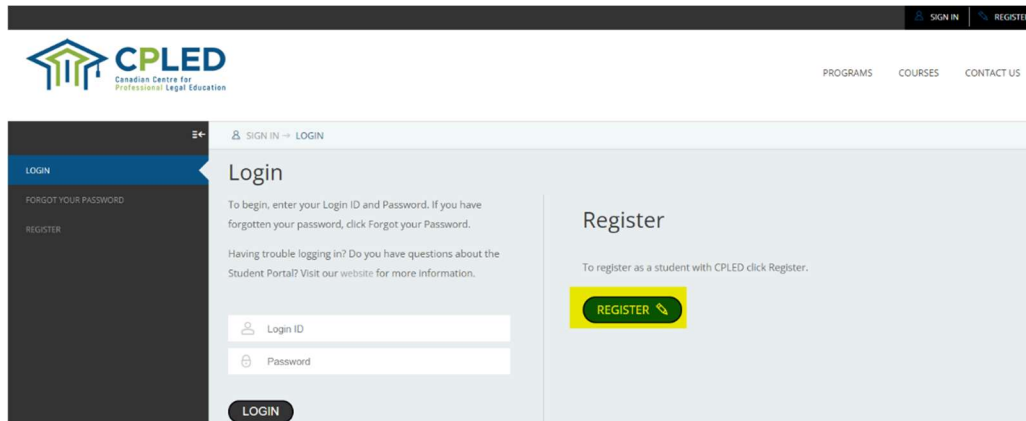 SIGN IN
REGISTER
CPLED
Canadian Centre for
Professional Legal Education
PROGRAMS
COURSES
CONTACT US
SIGN IN → LOGIN
LOGIN
FORGOT YOUR PASSWORD
REGISTER
Login
To begin, enter your Login ID and Password. If you have
forgotten your password, click Forgot your Password.
Having trouble logging in? Do you have questions about the
Student Portal? Visit our website for more information.
Login ID
Password
LOGIN
Register
To register as a student with CPLED click Register.
REGISTER